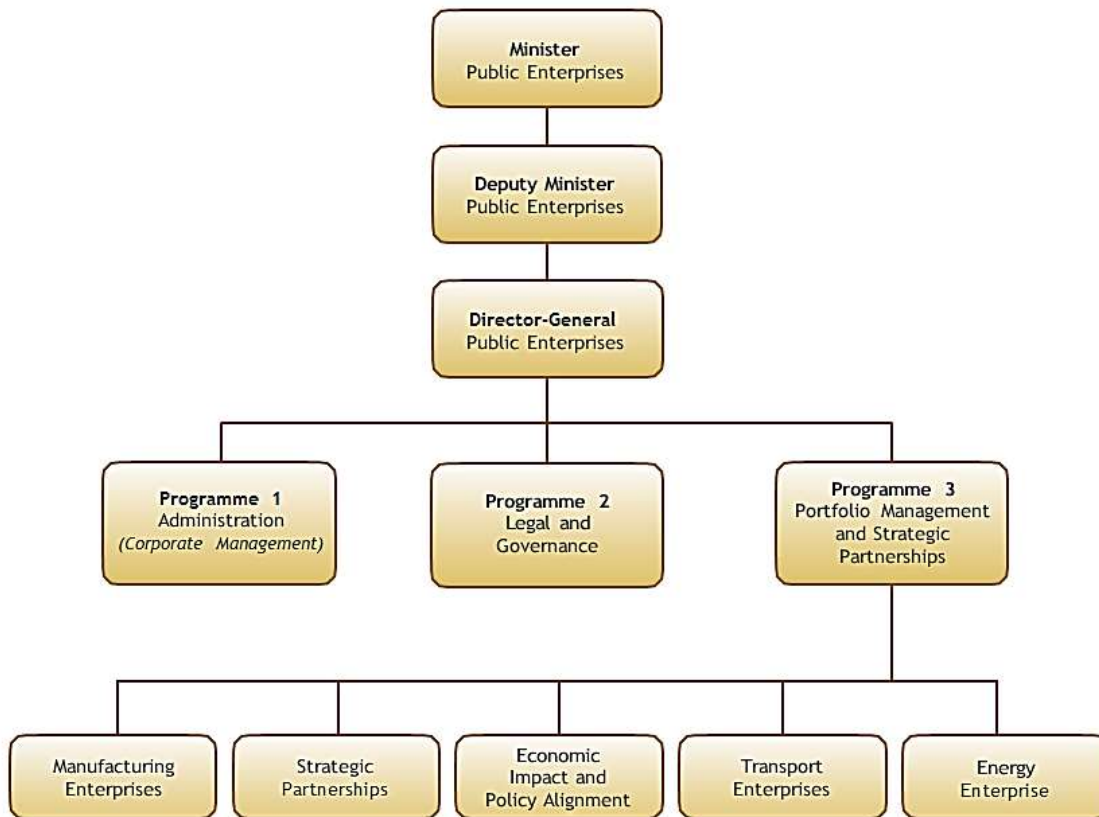 Minister
Public Enterprises
Deputy Minister
Public Enterprises
Director-General
Public Enterprises
Programme 1
Administration
(Corporate Management)
Programme 2
Legal and
Governance
Programme 3
Portfolio Management
and Strategic
Partnerships
Manufacturing
Enterprises
Strategic
Partnerships
Economic
Impact and
Policy Alignment
Transport
Enterprises
Energy
Enterprise